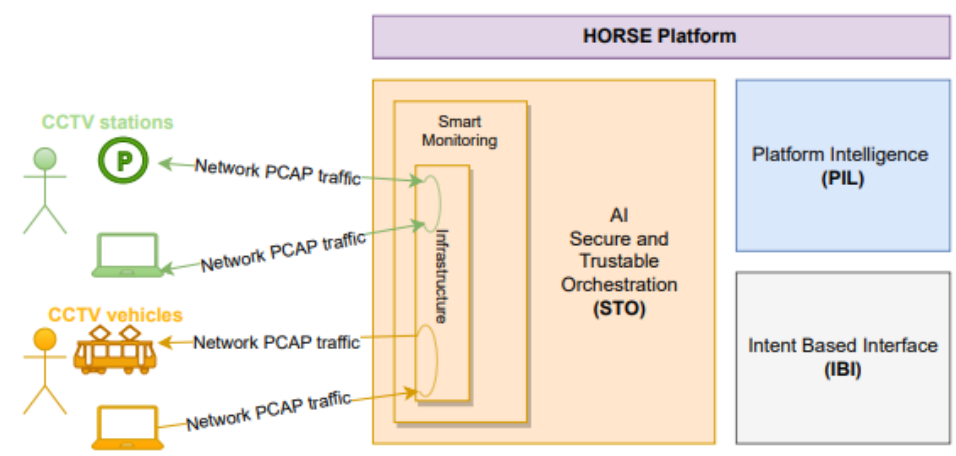 HORSE Platform
CCTV stations
P
Network PCAP traffic
Network PCAP traffic
CCTV vehicles
Network PCAP traffic
Network PCAP traffic
Smart
Monitoring
Infrastructure
AI
Secure and
Trustable
Orchestration
(STO)
Platform Intelligence
(PIL)
Intent Based Interface
(IBI)